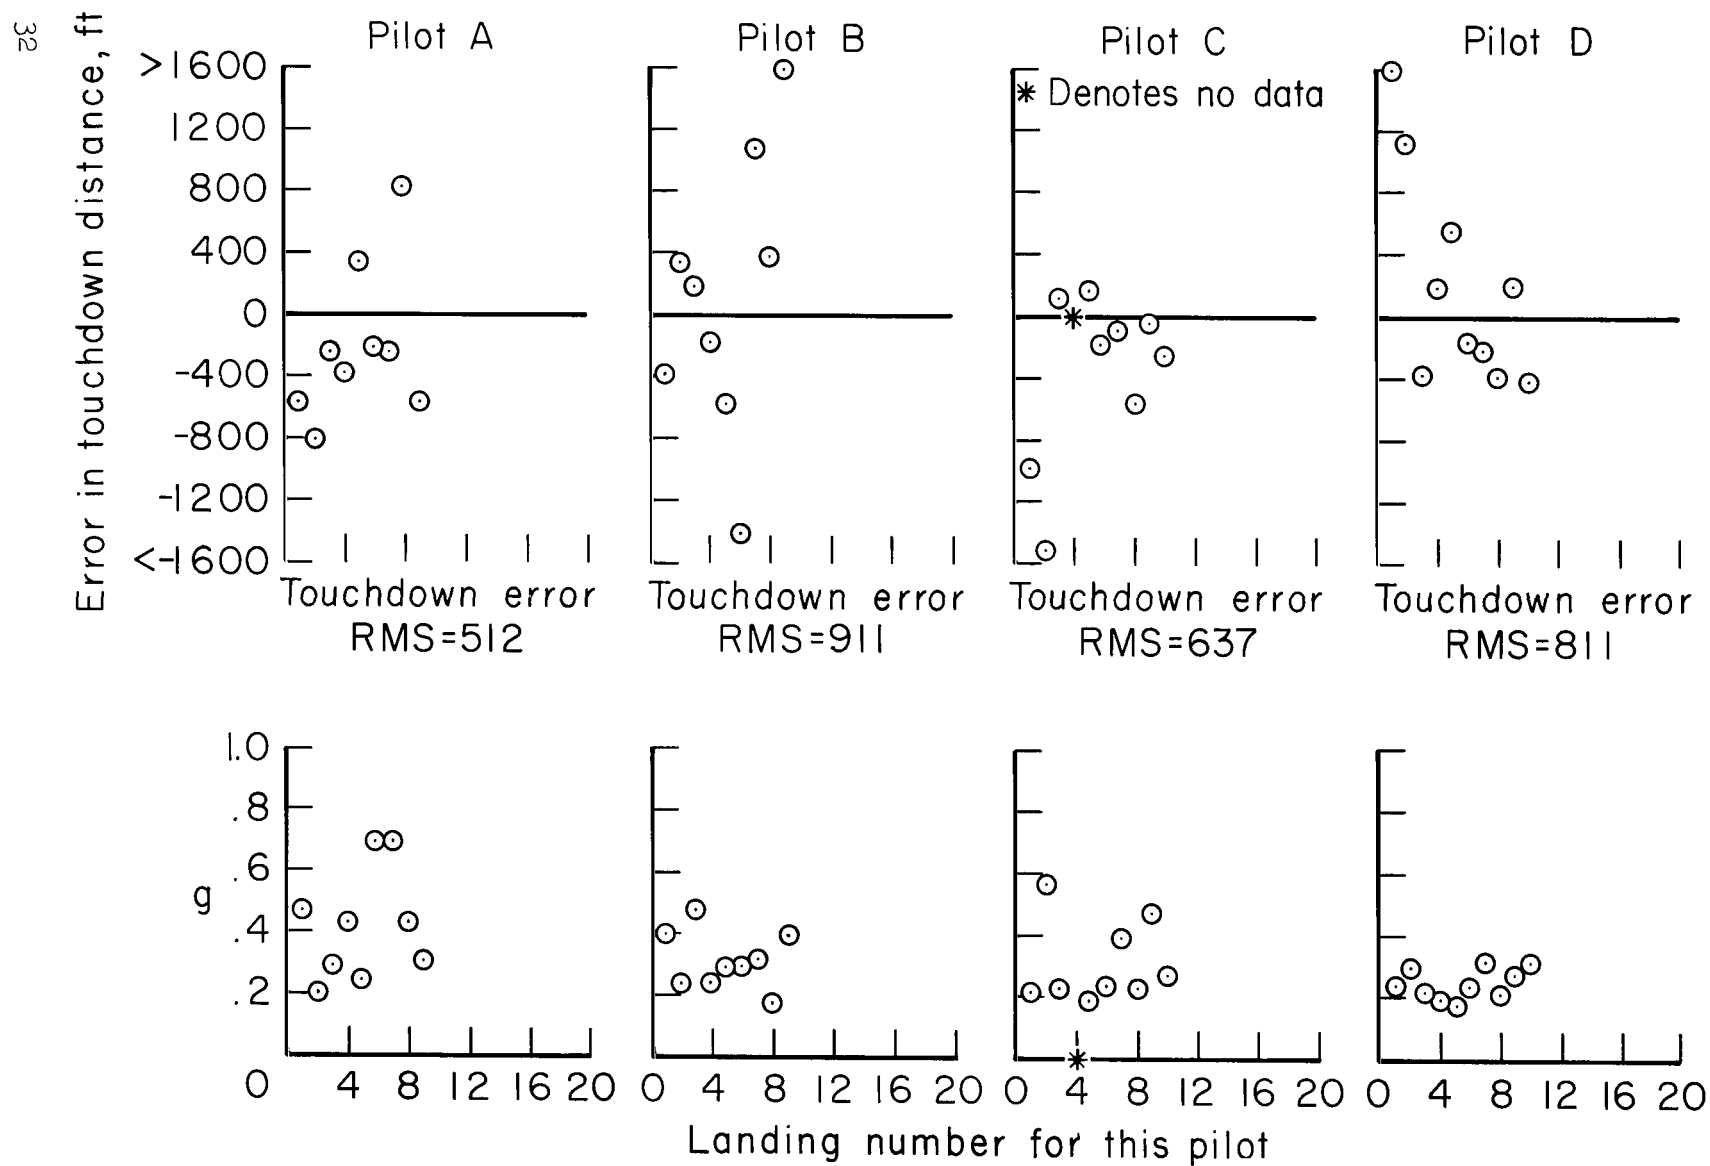 32
Pilot A Pilot B Pilot C Pilot D
* Denotes no data
Error in touchdown distance, ft
>1600
1200
800
400
0
-400
-800
-1200
<-1600
Touchdown error Touchdown error Touchdown error Touchdown error
RMS=512 RMS=911 RMS=637 RMS=811
g
1.0
.8
.6
.4
.2
0 4 8 12 16 20 0 4 8 12 16 20 0 4 8 12 16 20 0 4 8 12 16 20
Landing number for this pilot